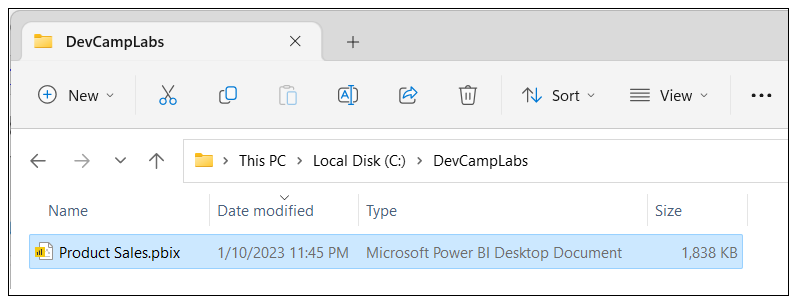 DevCampLabs
New Sort View
This PC Local Disk (C:) DevCampLabs
Name Date modified Type Size
Product Sales.pbix 1/10/2023 11:45 PM Microsoft Power BI Desktop Document 1,838 KB